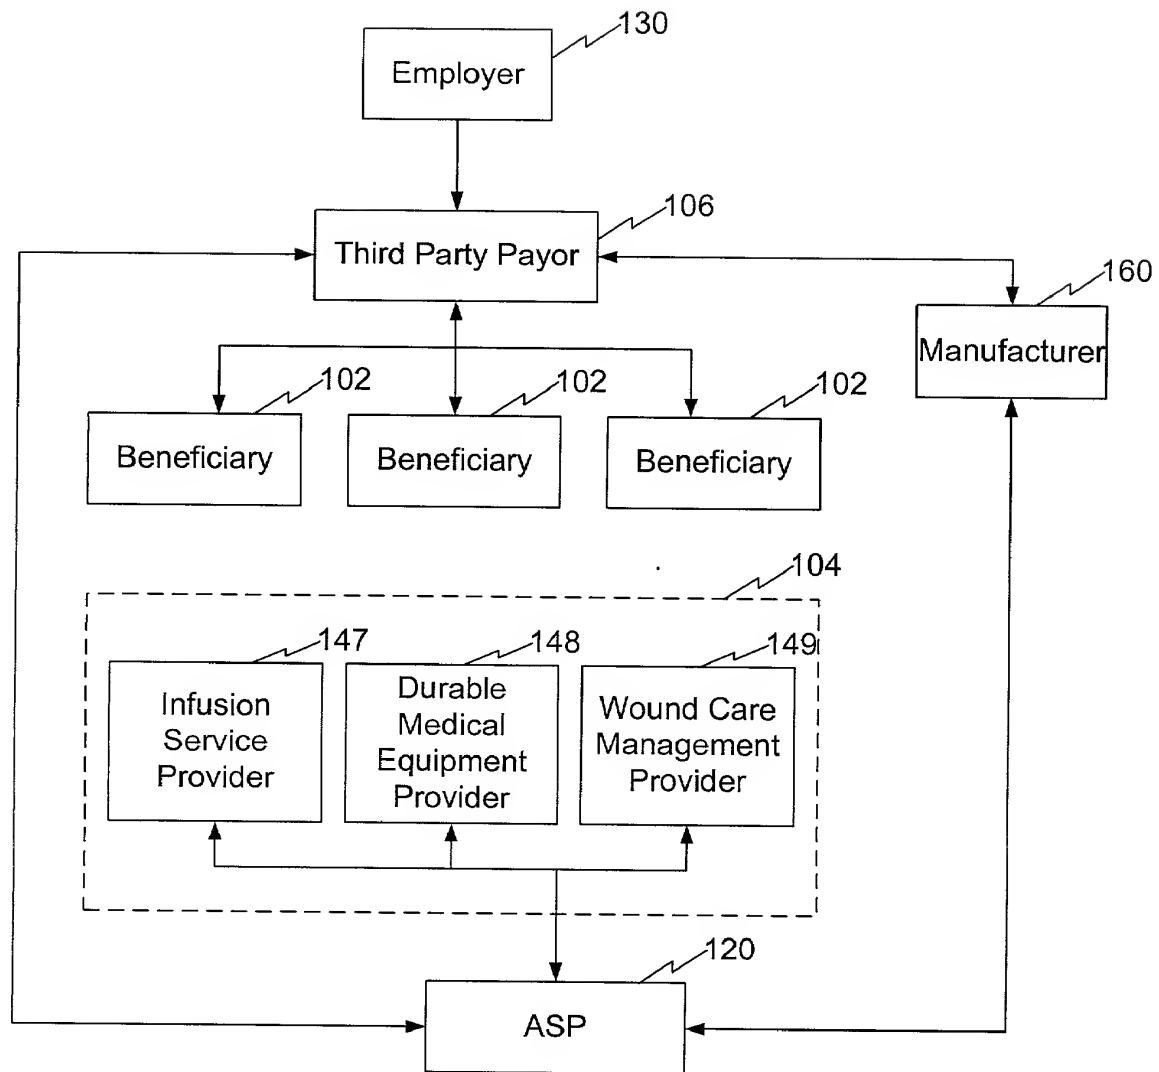 130
Employer
106
Third Party Payor
160
Manufacturer
102
102
102
Beneficiary
Beneficiary
Beneficiary
104
147
148
149
Infusion
Service
Provider
Durable
Medical
Equipment
Provider
Wound Care
Management
Provider
120
ASP